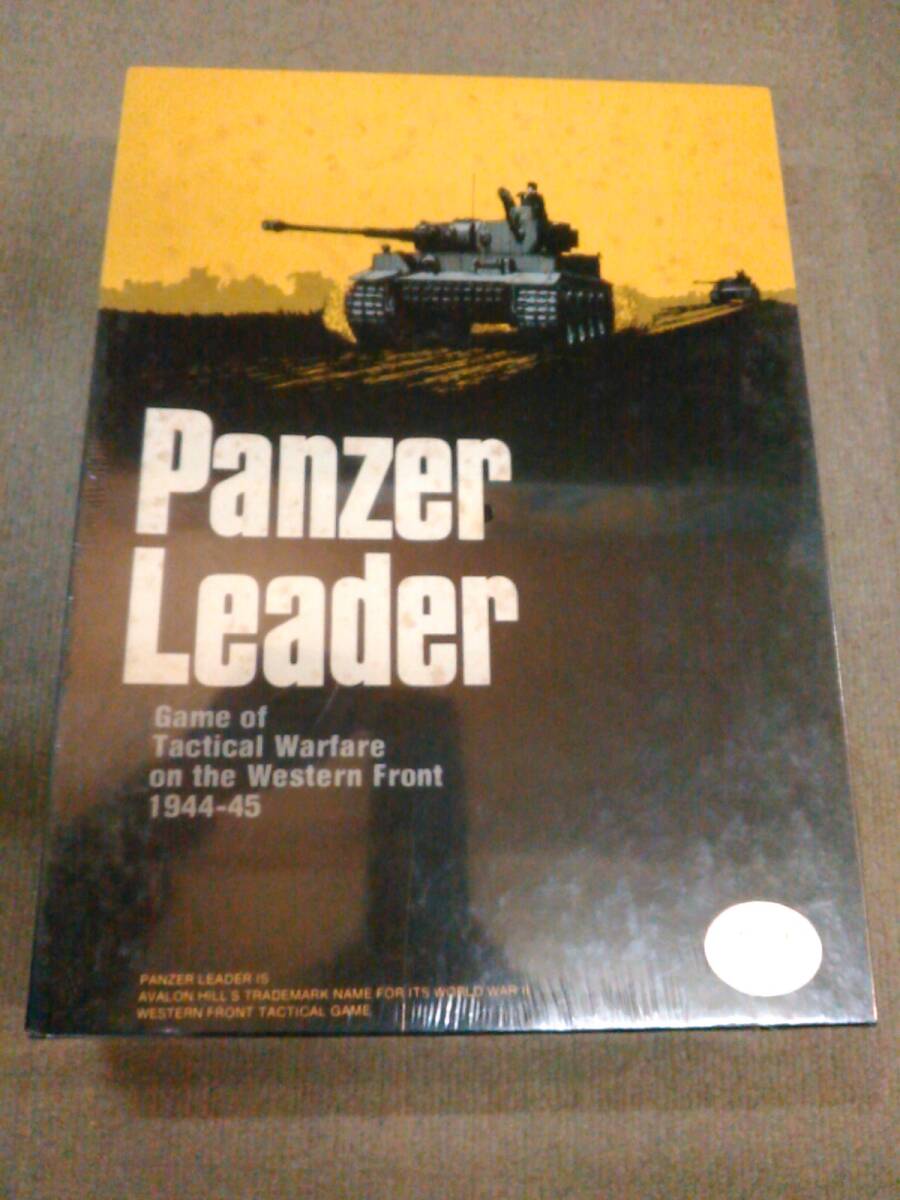 Panzer
Leader
Game of
Tactical Warfare
on the Western Front
1944-45
PANZER LEADER IS
AVALON HILL'S TRADEMARK NAME FOR ITS WORLD WAR II
WESTERN FRONT TACTICAL GAME